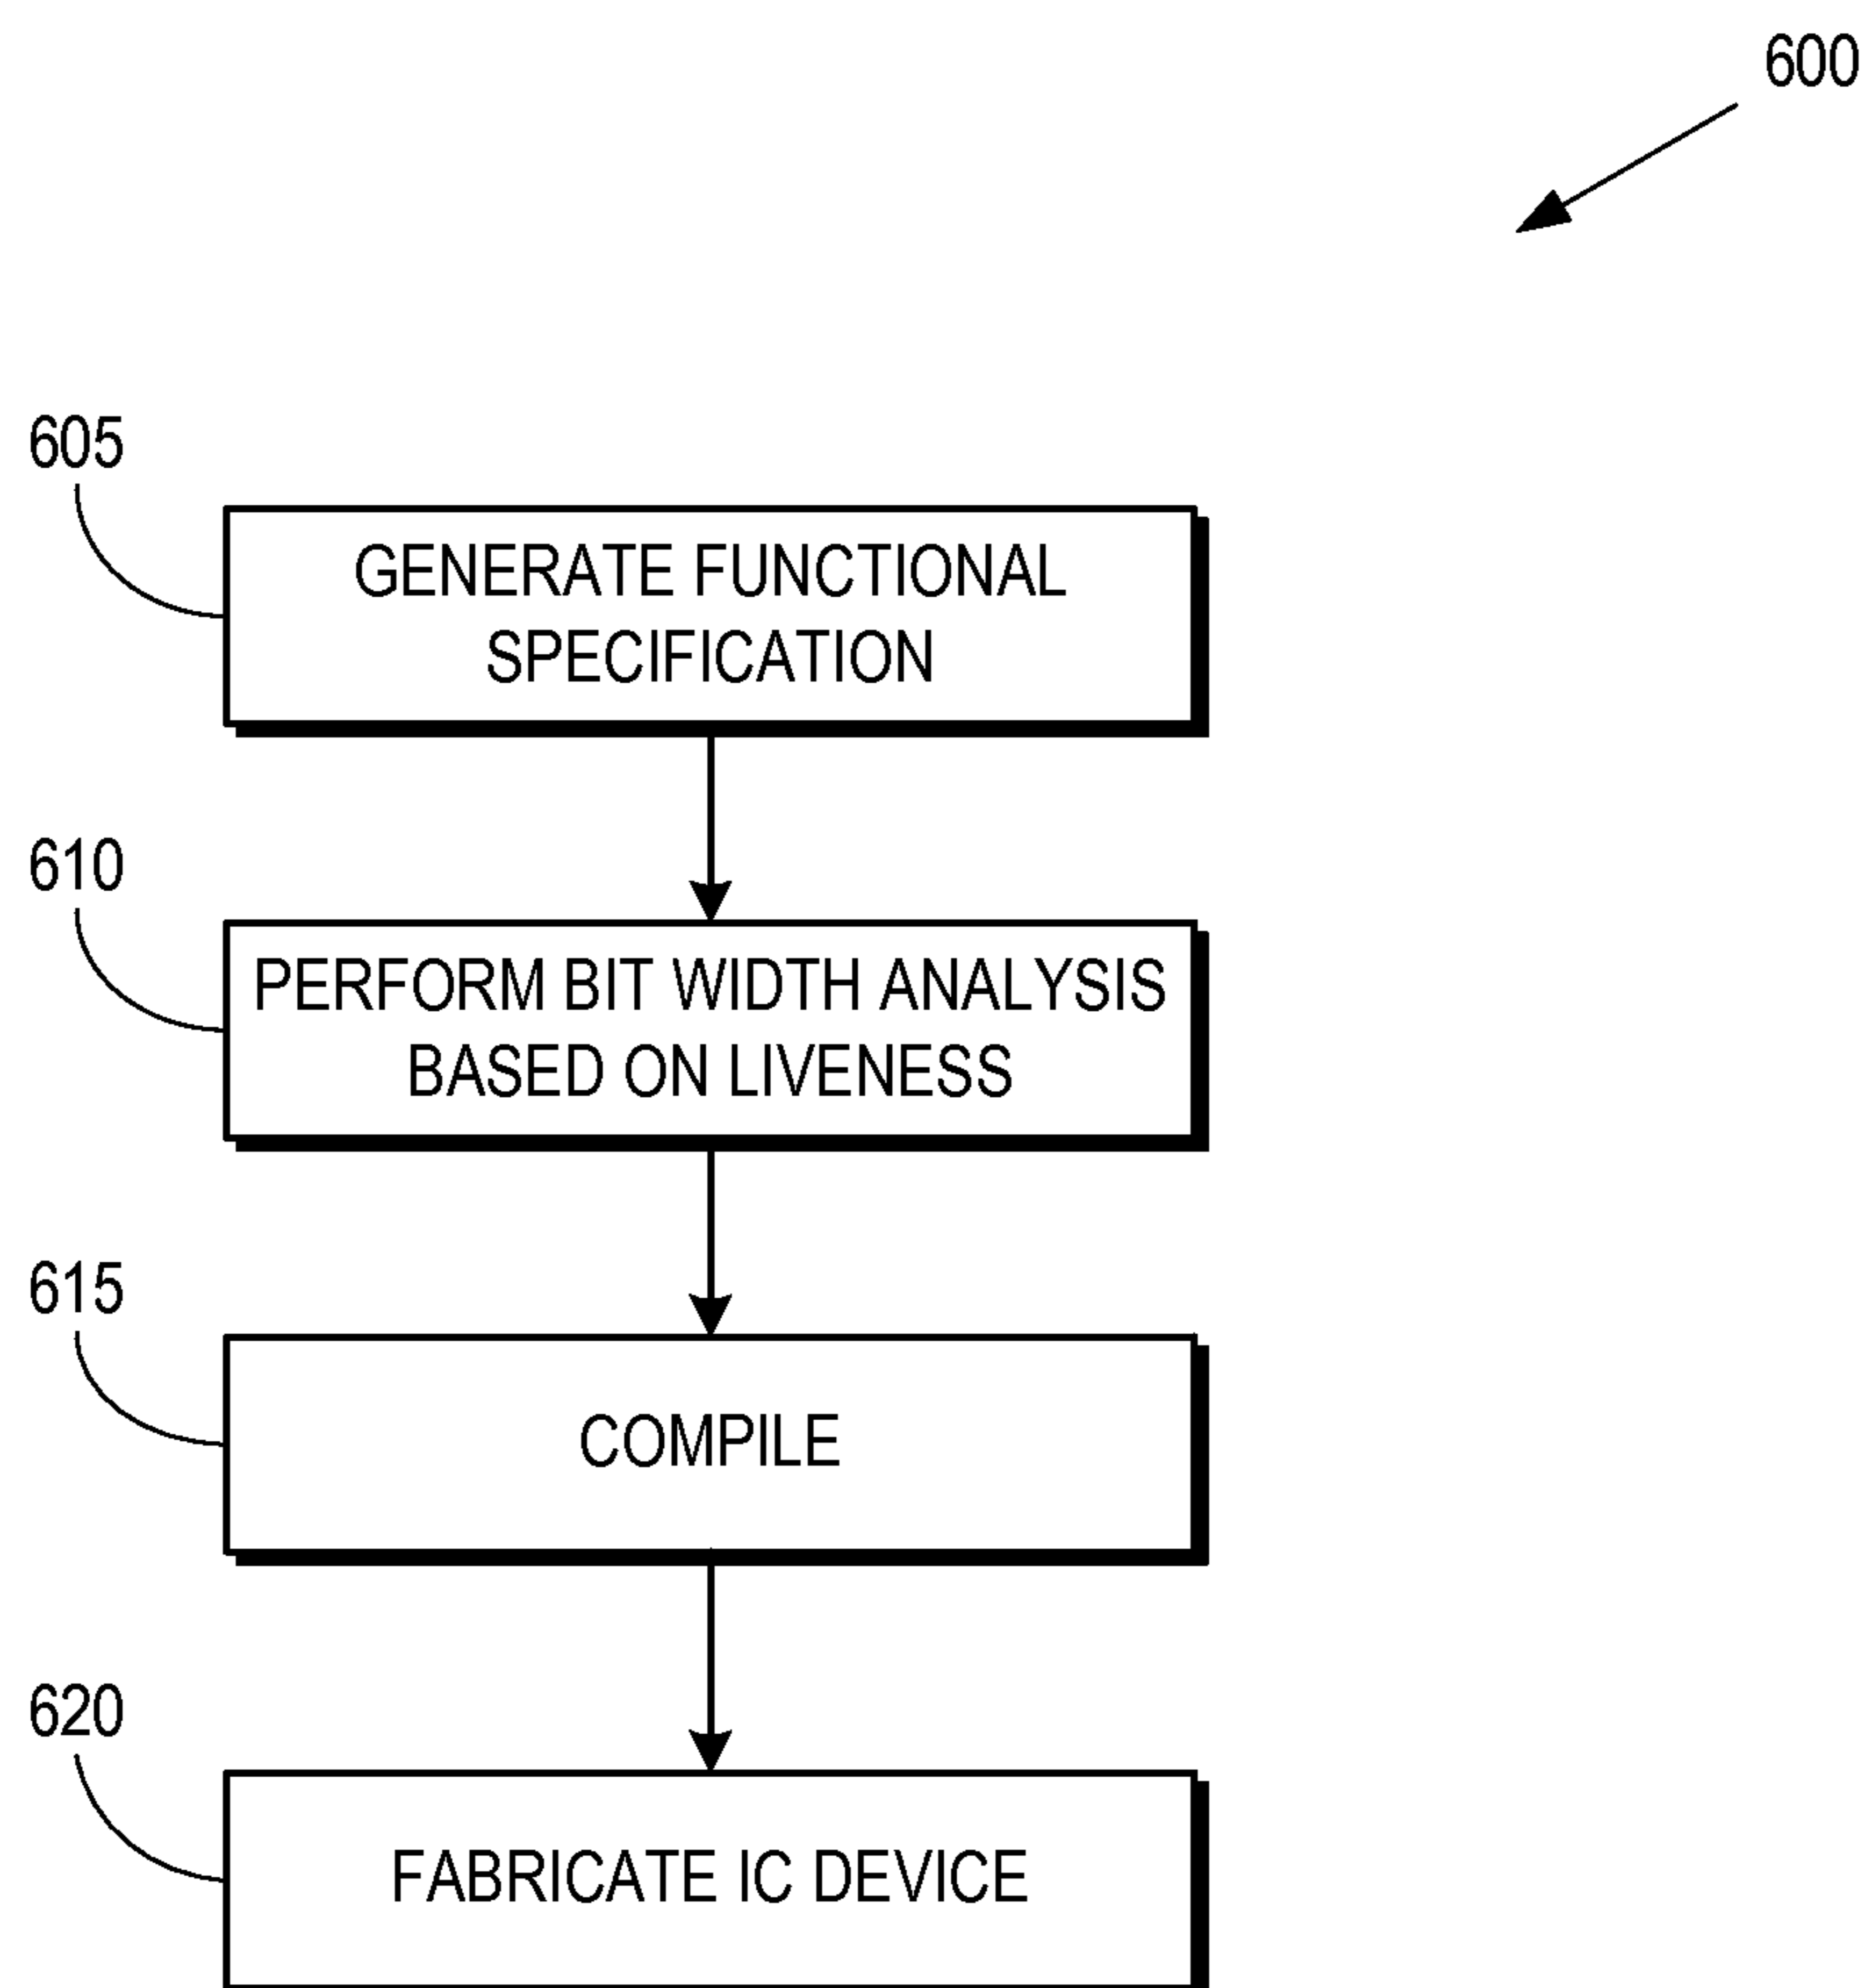 600
605
GENERATE FUNCTIONAL
SPECIFICATION
610
PERFORM BIT WIDTH ANALYSIS
BASED ON LIVENESS
615
COMPILE
620
FABRICATE IC DEVICE